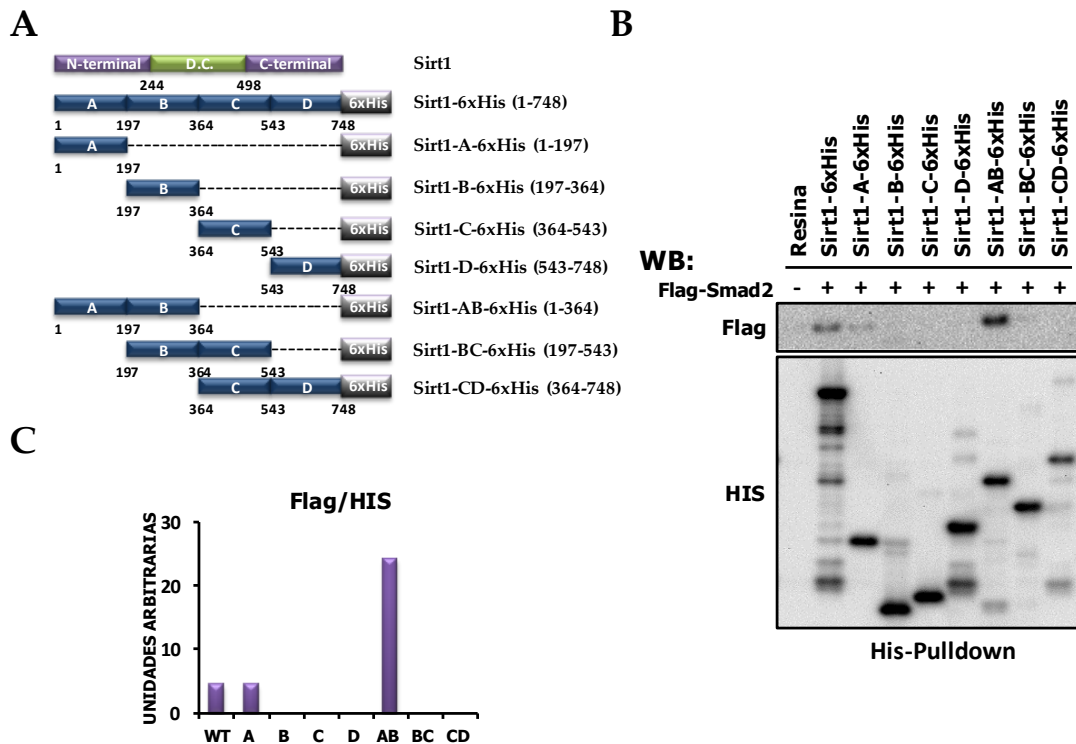 A
N-terminal D.C. C-terminal Sirt1
244 498
A B C D 6xHis Sirt1-6xHis (1-748)
1 197 364 543 748
A 6xHis Sirt1-A-6xHis (1-197)
1 197
B 6xHis Sirt1-B-6xHis (197-364)
197 364
C 6xHis Sirt1-C-6xHis (364-543)
364 543
D 6xHis Sirt1-D-6xHis (543-748)
543 748
A B 6xHis Sirt1-AB-6xHis (1-364)
1 197 364
B C 6xHis Sirt1-BC-6xHis (197-543)
197 364 543
C D 6xHis Sirt1-CD-6xHis (364-748)
364 543 748
B
Resina
Sirt1-6xHis
Sirt1-A-6xHis
Sirt1-B-6xHis
Sirt1-C-6xHis
Sirt1-D-6xHis
Sirt1-AB-6xHis
Sirt1-BC-6xHis
Sirt1-CD-6xHis
WB:
Flag-Smad2 - + + + + + + + +
Flag
HIS
His-Pulldown
C
Flag/HIS
UNIDADES ARBITRARIAS
30
20
10
0
WT A B C D AB BC CD